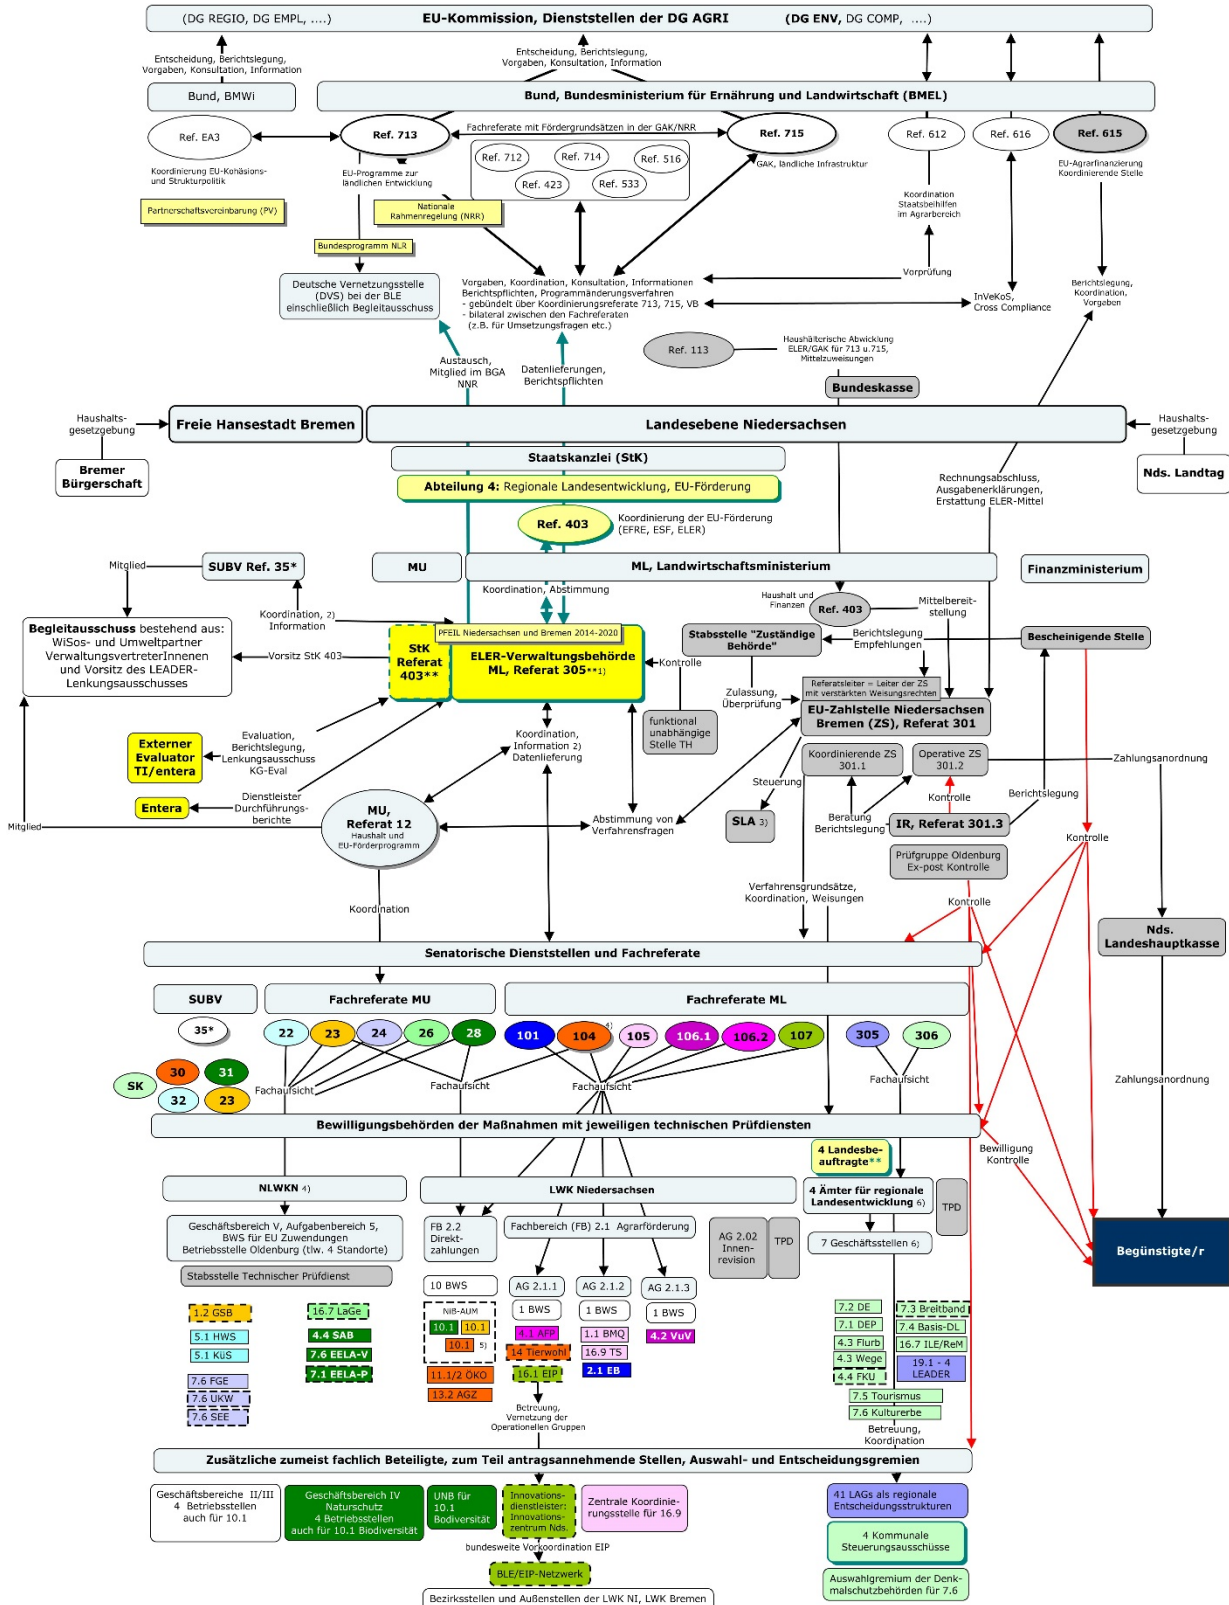 (DG REGIO, DG EMPL, ....)
EU-Kommission, Dienststellen der DG AGRI
(DG ENV, DG COMP, ....)
Entscheidung, Berichtslegung,
Vorgaben, Konsultation, Information
Entscheidung, Berichtslegung,
Vorgaben, Konsultation, Information
Bund, BMWi
Bund, Bundesministerium für Ernährung und Landwirtschaft (BMEL)
Ref. EA3
Ref. 713
Fachreferate mit Fördergrundsätzen in der GAK/NRR
Ref. 715
Ref. 612
Ref. 616
Ref. 615
Ref. 712
Ref. 714
Ref. 516
Ref. 423
Ref. 533
Koordinierung EU-Kohäsions-
und Strukturpolitik
EU-Programme zur
ländlichen Entwicklung
GAK, ländliche Infrastruktur
EU-Agrarfinanzierung
Koordinierende Stelle
Koordination
Staatsbeihilfen
im Agrarbereich
Partnerschaftsvereinbarung (PV)
Nationale
Rahmenregelung (NRR)
Bundesprogramm NLR
Deutsche Vernetzungsstelle
(DVS) bei der BLE
einschließlich Begleitausschuss
Vorgaben, Koordination, Konsultation, Informationen
Berichtspflichten, Programmänderungsverfahren
- gebündelt über Koordinierungsreferate 713, 715, VB
- bilateral zwischen den Fachreferaten
(z.B. für Umsetzungsfragen etc.)
Vorprüfung
InVeKoS,
Cross Compliance
Berichtslegung,
Koordination,
Vorgaben
Ref. 113
Haushälterische Abwicklung
ELER/GAK für 713 u.715,
Mittelzuweisungen
Austausch,
Mitglied im BGA
NNR
Datenlieferungen,
Berichtspflichten
Bundeskasse
Haushalts-
gesetzgebung
Freie Hansestadt Bremen
Landesebene Niedersachsen
Haushalts-
gesetzgebung
Bremer
Bürgerschaft
Staatskanzlei (StK)
Nds. Landtag
Abteilung 4: Regionale Landesentwicklung, EU-Förderung
Rechnungsabschluss,
Ausgabenerklärungen,
Erstattung ELER-Mittel
Ref. 403
Koordinierung der EU-Förderung
(EFRE, ESF, ELER)
Mitglied
SUBV Ref. 35*
MU
ML, Landwirtschaftsministerium
Finanzministerium
Koordination, Abstimmung
Haushalt und
Finanzen
Ref. 403
Mittelbereit-
stellung
Koordination, 2)
Information
Begleitausschuss bestehend aus:
WiSos- und Umweltpartner
VerwaltungsvertreterInnen
und Vorsitz des LEADER-
Lenkungsausschusses
Vorsitz StK 403
PFEIL Niedersachsen und Bremen 2014-2020
StK
Referat
403**
ELER-Verwaltungsbehörde
ML, Referat 305**1)
Kontrolle
Stabsstelle "Zuständige
Behörde"
Berichtslegung
Empfehlungen
Bescheinigende Stelle
Zulassung,
Überprüfung
Referatsleiter = Leiter der ZS
mit verstärkten Weisungsrechten
EU-Zahlstelle Niedersachsen
Bremen (ZS), Referat 301
funktional
unabhängige
Stelle TH
Externer
Evaluator
TI/entera
Evaluation,
Berichtslegung,
Lenkungsausschuss
KG-Eval
Koordination,
Information 2)
Datenlieferung
Koordinierende ZS
301.1
Operative ZS
301.2
Zahlungsanordnung
Steuerung
Entera
Dienstleister
Durchführungs-
berichte
Kontrolle
Berichtslegung
Mitglied
MU,
Referat 12
Haushalt und
EU-Förderprogramm
Abstimmung von
Verfahrensfragen
SLA 3)
Beratung
Berichtslegung
IR, Referat 301.3
Kontrolle
Prüfgruppe Oldenburg
Ex-post Kontrolle
Verfahrensgrundsätze,
Koordination, Weisungen
Kontrolle
Koordination
Nds.
Landeshauptkasse
Senatorische Dienststellen und Fachreferate
SUBV
Fachreferate MU
Fachreferate ML
35*
22
23
24
26
28
101
104
4)
105
106.1
106.2
107
305
306
SK
30
31
32
23
Fachaufsicht
Fachaufsicht
Fachaufsicht
Fachaufsicht
Zahlungsanordnung
Bewilligungsbehörden der Maßnahmen mit jeweiligen technischen Prüfdiensten
Bewilligung
Kontrolle
4 Landesbe-
auftragte**
NLWKN 4)
LWK Niedersachsen
4 Ämter für regionale
Landesentwicklung 6)
TPD
Geschäftsbereich V, Aufgabenbereich 5,
BWS für EU Zuwendungen
Betriebsstelle Oldenburg (tlw. 4 Standorte)
FB 2.2
Direkt-
zahlungen
Fachbereich (FB) 2.1 Agrarförderung
AG 2.02
Innen-
revision
TPD
7 Geschäftsstellen 6)
Begünstigte/r
Stabsstelle Technischer Prüfdienst
10 BWS
AG 2.1.1
AG 2.1.2
AG 2.1.3
1 BWS
1 BWS
1 BWS
1.2 GSB
16.7 LaGe
5.1 HWS
4.4 SAB
5.1 KüS
7.6 EELA-V
7.6 FGE
7.1 EELA-P
7.6 UKW
7.6 SEE
NiB-AUM
10.1
10.1
10.1
5)
11.1/2 ÖKO
13.2 AGZ
4.1 AFP
14 Tierwohl
16.1 EIP
1.1 BMQ
16.9 TS
2.1 EB
4.2 VuV
7.2 DE
7.3 Breitband
7.1 DEP
7.4 Basis-DL
4.3 Flurb
16.7 ILE/ReM
4.3 Wege
19.1 - 4
LEADER
4.4 FKU
7.5 Tourismus
7.6 Kulturerbe
Betreuung,
Vernetzung der
Operationellen Gruppen
Betreuung,
Koordination
Zusätzliche zumeist fachlich Beteiligte, zum Teil antragsannehmende Stellen, Auswahl- und Entscheidungsgremien
Geschäftsbereiche II/III
4 Betriebsstellen
auch für 10.1
Geschäftsbereich IV
Naturschutz
4 Betriebsstellen
auch für 10.1 Biodiversität
UNB für
10.1
Bodiversität
Innovations-
dienstleister:
Innovations-
zentrum Nds.
Zentrale Koordinie-
rungsstelle für 16.9
41 LAGs als regionale
Entscheidungsstrukturen
4 Kommunale
Steuerungsausschüsse
bundesweite Vorkoordination EIP
BLE/EIP-Netzwerk
Auswahlgremium der Denk-
malschutzbehörden für 7.6
Bezirksstellen und Außenstellen der LWK NI, LWK Bremen